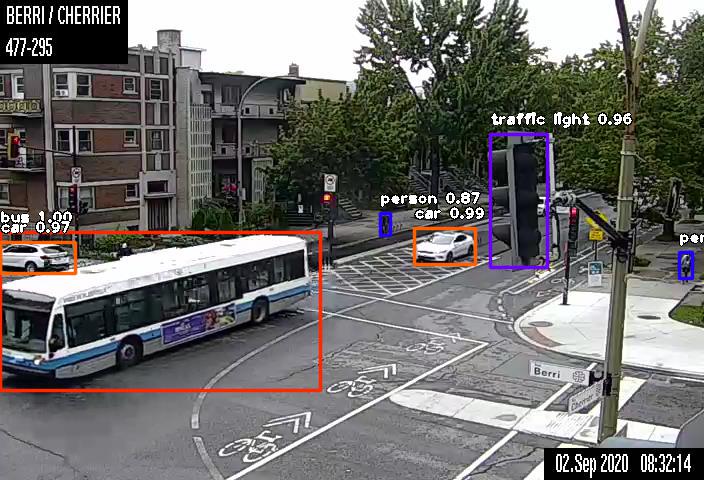 BERRI / CHERRIER
477-295
traffic light 0.96
person 0.87
car 0.99
bus 1.00
car 0.97
per
Berri
Cherrier
02.Sep 2020 08:32:14